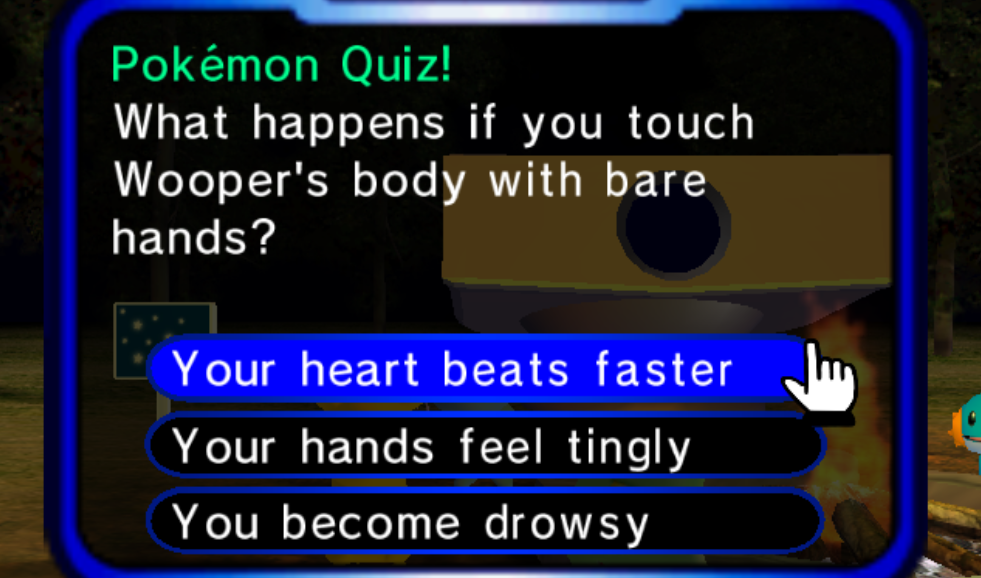 Pokémon Quiz!
What happens if you touch
Wooper's body with bare
hands?
Your heart beats faster
Your hands feel tingly
You become drowsy